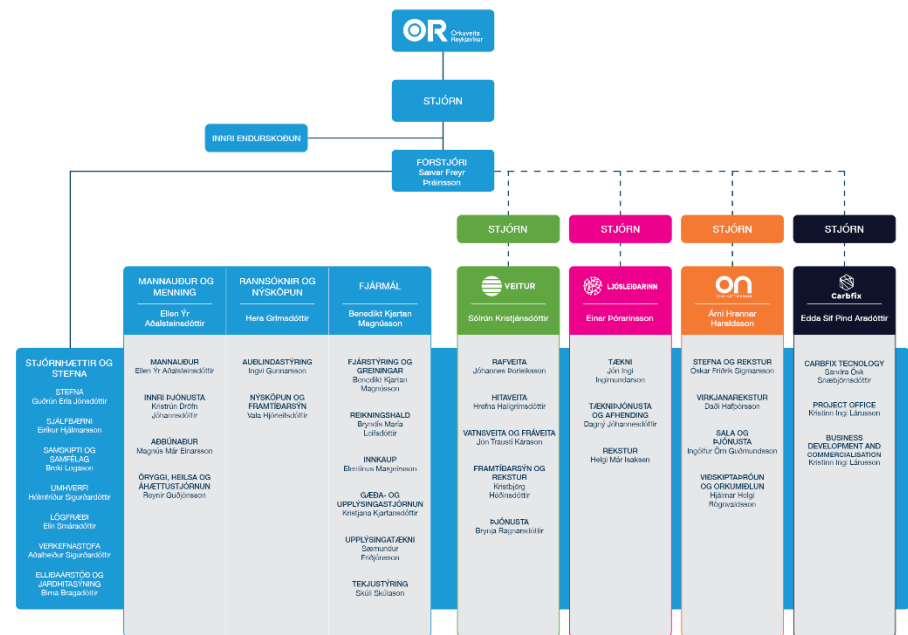 OR
Orkuveita
Reykjavíkur
STJÓRN
INNRI ENDURSKOÐUN
FORSTJÓRI
Sævar Freyr
Þráinsson
STJÓRN
STJÓRN
STJÓRN
STJÓRN
MANNAUÐUR OG
MENNING
Ellen Ýr
Aðalsteinsdóttir
RANNSÓKNIR OG
NÝSKÖPUN
Hera Grímsdóttir
FJÁRMÁL
Benedikt Kjartan
Magnússon
VEITUR
Sólrún Kristjánsdóttir
LJÓSLEIÐARINN
Einar Þórarinsson
on
Árni Hrannar
Haraldsson
Carbfix
Edda Sif Pind Aradóttir
STJÓRNHÆTTIR OG
STEFNA
STEFNA
Guðrún Erla Jónsdóttir
SJÁLFBÆRNI
Eiríkur Hjálmarsson
SAMSKIPTI OG
SAMFÉLAG
Breki Logason
UMHVERFI
Hólmfríður Sigurðardóttir
LÖGFRÆÐI
Elín Smáradóttir
VERKEFNASTOFA
Aðalheiður Sigurðardóttir
ELLIÐAÁRSTÖÐ OG
JARÐHITASÝNING
Birna Bragadóttir
MANNAUÐUR
Ellen Ýr Aðalsteinsdóttir
INNRI ÞJÓNUSTA
Kristrún Dröfn
Jóhannesdóttir
AÐBÚNAÐUR
Magnús Már Einarsson
ÖRYGGI, HEILSA OG
ÁHÆTTUSTJÓRNUN
Reynir Guðjónsson
AUÐLINDASTÝRING
Ingvi Gunnarsson
NÝSKÖPUN OG
FRAMTÍÐARSÝN
Vala Hjörleifsdóttir
FJÁRSTÝRING OG
GREININGAR
Benedikt Kjartan
Magnússon
REIKNINGSHALD
Bryndís María
Leifsdóttir
INNKAUP
Elentínus Margeirsson
GÆÐA- OG
UPPLÝSINGASTJÓRNUN
Kristjana Kjartansdóttir
UPPLÝSINGATÆKNI
Sæmundur
Friðjónsson
TEKJUSTÝRING
Skúli Skúlason
RAFVEITA
Jóhannes Þorleiksson
HITAVEITA
Hrefna Hallgrímsdóttir
VATNSVEITA OG FRÁVEITA
Jón Trausti Kárason
FRAMTÍÐARSÝN OG
REKSTUR
Kristbjörg
Héðinsdóttir
ÞJÓNUSTA
Brynja Ragnarsdóttir
TÆKNI
Jón Ingi
Ingimundarson
TÆKNIÞJÓNUSTA
OG AFHENDING
Dagný Jóhannesdóttir
REKSTUR
Helgi Már Isaksen
STEFNA OG REKSTUR
Óskar Friðrik Sigmarsson
VIRKJANAREKSTUR
Daði Hafþórsson
SALA OG
ÞJÓNUSTA
Ingólfur Örn Guðmundsson
VIÐSKIPTAÞRÓUN
OG ORKUMIÐLUN
Hjálmar Helgi
Rögnvaldsson
CARBFIX TECNOLOGY
Sandra Ósk
Snæbjörnsdóttir
PROJECT OFFICE
Kristinn Ingi Lárusson
BUSINESS
DEVELOPMENT AND
COMMERCIALISATION
Kristinn Ingi Lárusson